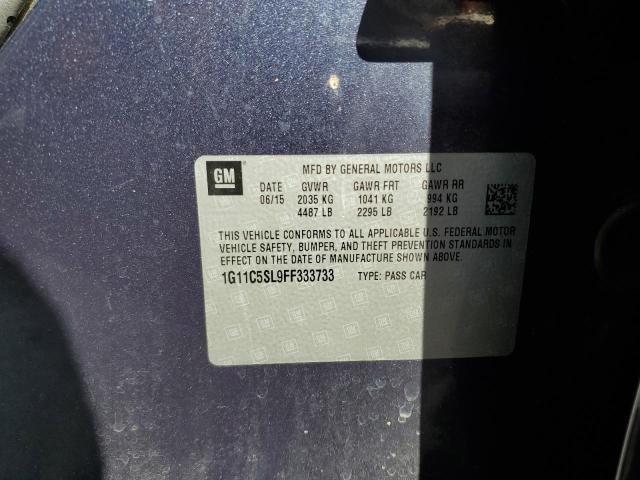 GM
MFD BY GENERAL MOTORS LLC
DATE GVWR GAWR FRT GAWR RR
06/15 2035 KG 1041 KG 994 KG
4487 LB 2295 LB 2192 LB
THIS VEHICLE CONFORMS TO ALL APPLICABLE U.S. FEDERAL MOTOR
VEHICLE SAFETY, BUMPER, AND THEFT PREVENTION STANDARDS IN
EFFECT ON THE DATE OF MANUFACTURE SHOWN ABOVE.
1G11C5SL9FF333733 TYPE: PASS CAR